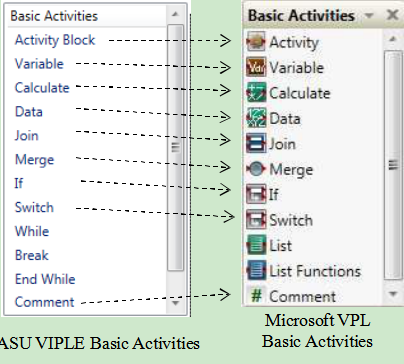 Basic Activities
Activity Block
Variable
Calculate
Data
Join
Merge
If
Switch
While
Break
End While
Comment
ASU VIPLE Basic Activities
Basic Activities
Activity
Variable
Calculate
Data
Join
Merge
If
Switch
List
List Functions
# Comment
Microsoft VPL
Basic Activities